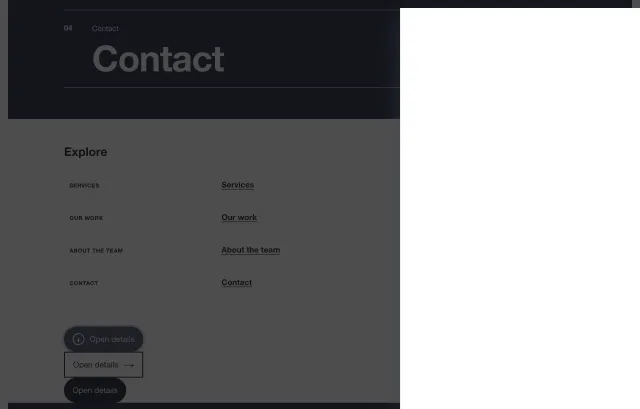 04 Contact
Contact
Explore
SERVICES Services
OUR WORK Our work
ABOUT THE TEAM About the team
CONTACT Contact
Open details
Open details →
Open details